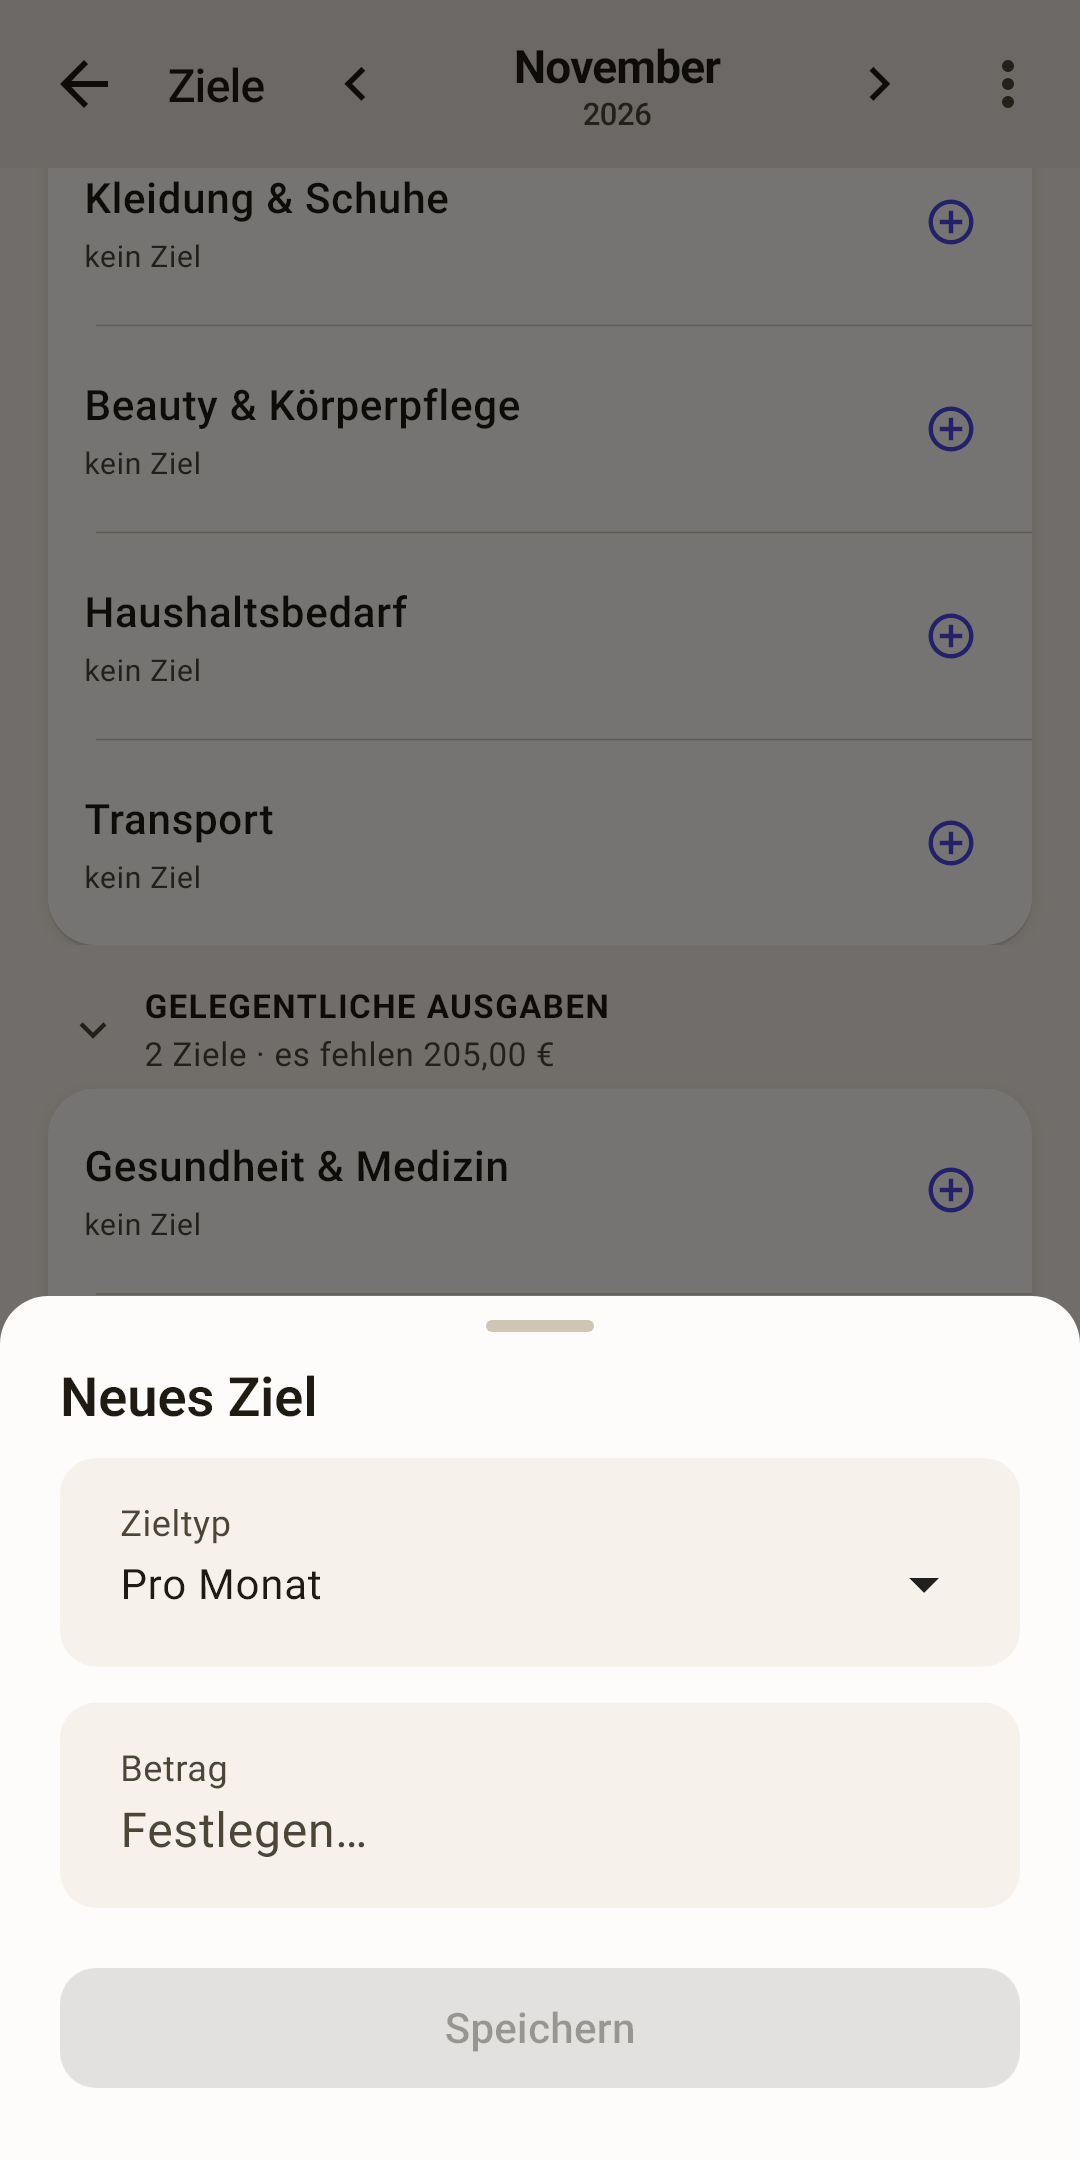 Ziele
November
2026
Kleidung & Schuhe
kein Ziel
Beauty & Körperpflege
kein Ziel
Haushaltsbedarf
kein Ziel
Transport
kein Ziel
GELEGENTLICHE AUSGABEN
2 Ziele · es fehlen 205,00 €
Gesundheit & Medizin
kein Ziel
Neues Ziel
Zieltyp
Pro Monat
Betrag
Festlegen…
Speichern